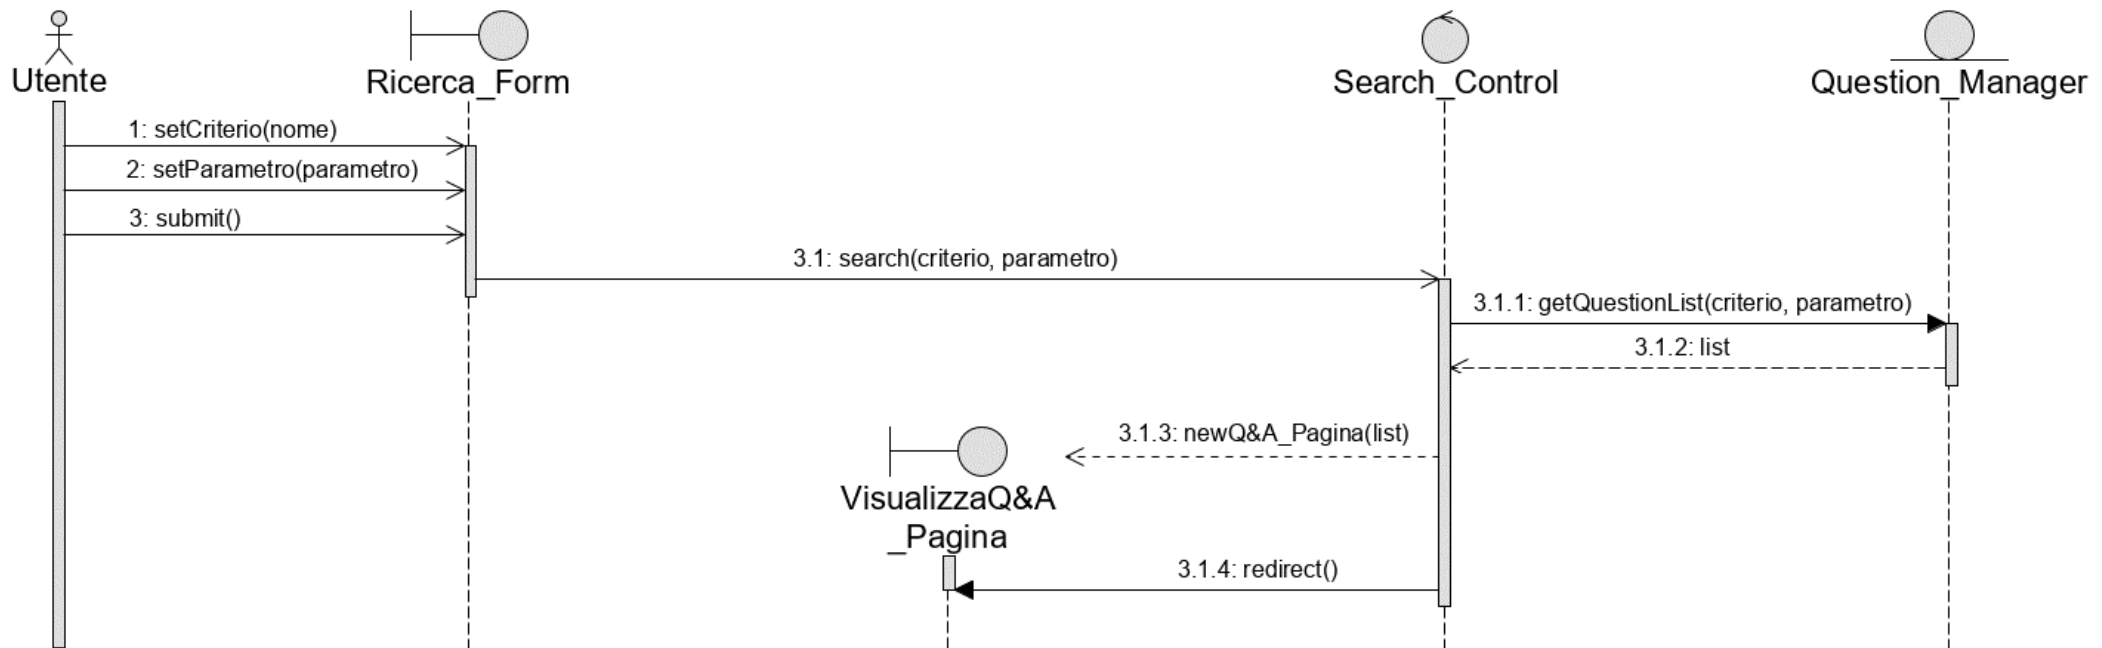 Utente
Ricerca_Form
Search_Control
Question_Manager
1: setCriterio(nome)
2: setParametro(parametro)
3: submit()
3.1: search(criterio, parametro)
3.1.1: getQuestionList(criterio, parametro)
3.1.2: list
3.1.3: newQ&A_Pagina(list)
VisualizzaQ&A
_Pagina
3.1.4: redirect()